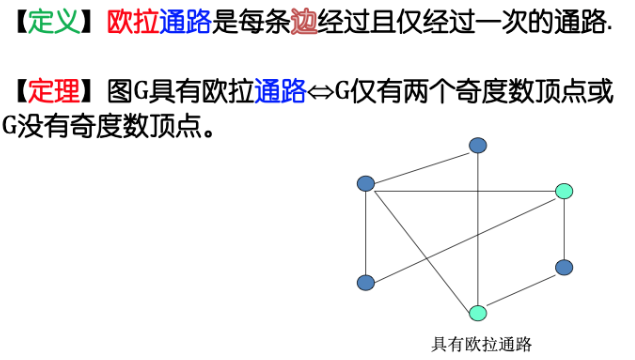 【定义】欧拉通路是每条边经过且仅经过一次的通路.
【定理】图G具有欧拉通路⇔G仅有两个奇度数顶点或
G没有奇度数顶点。
具有欧拉通路